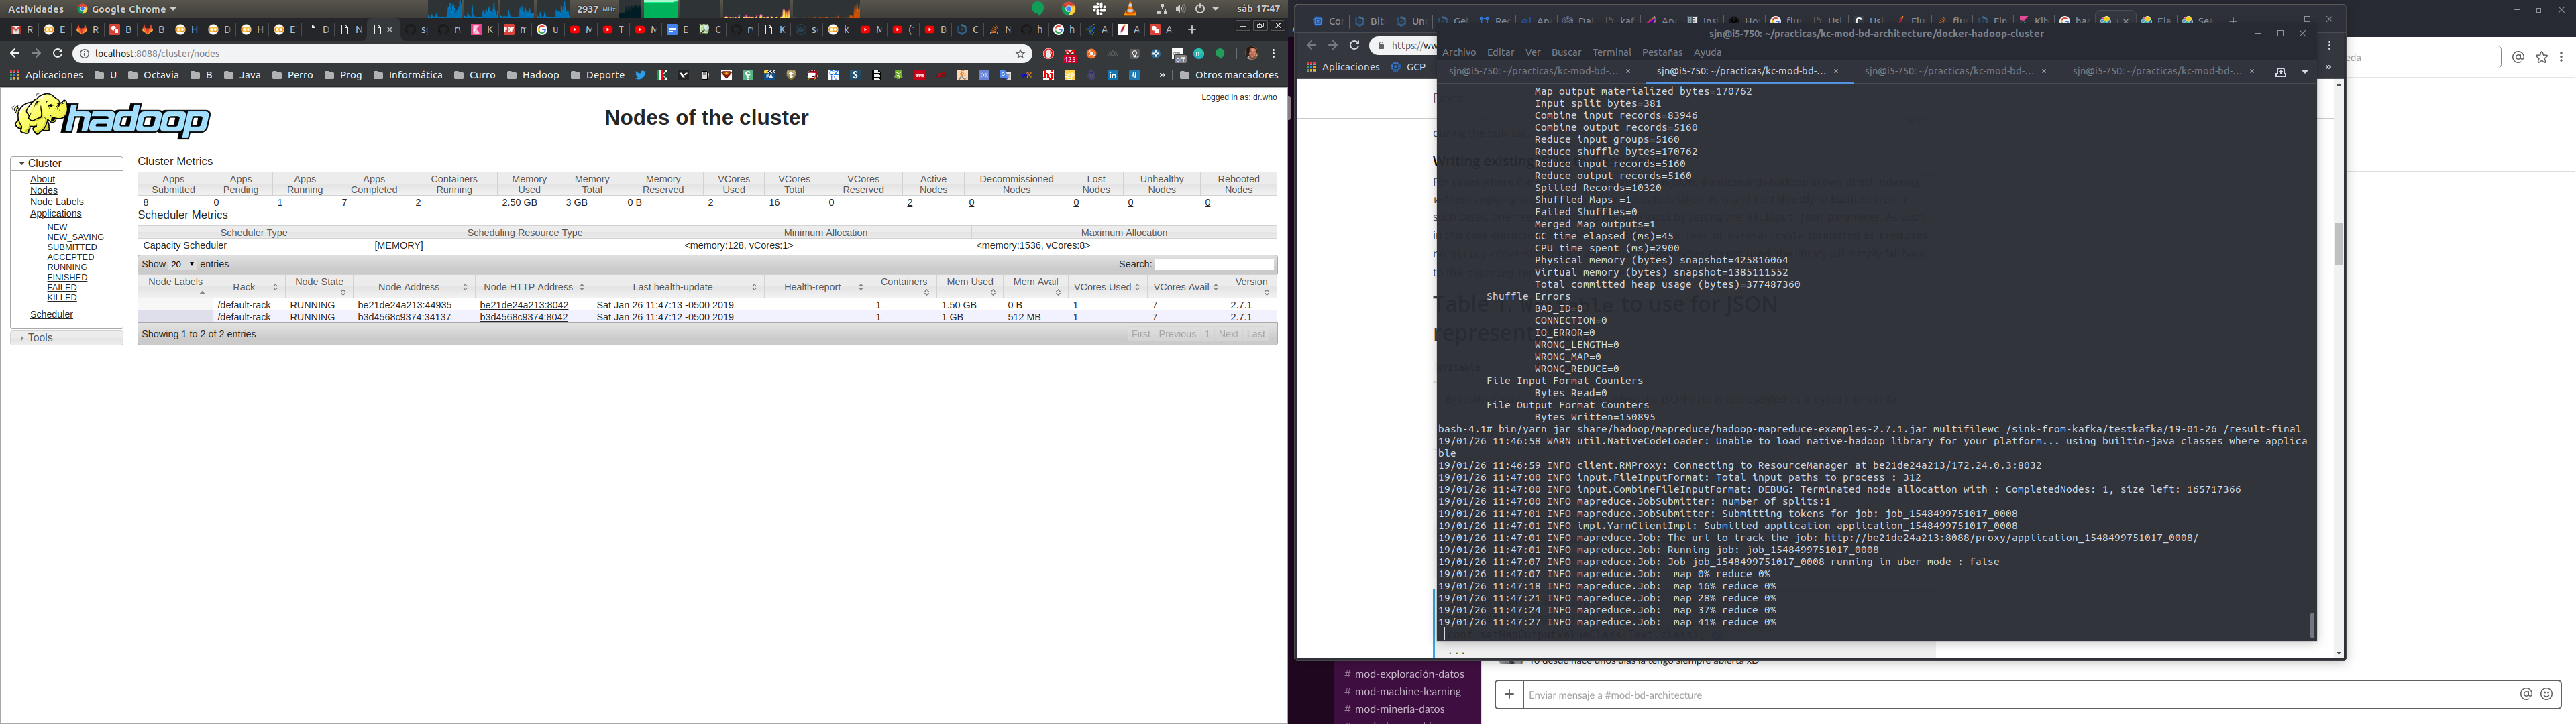 Actividades
Google Chrome
2937 MHz
sáb 17:47
localhost:8088/cluster/nodes
Aplicaciones
U
Octavia
B
Java
Perro
Prog
Informática
Curro
Hadoop
Deporte
Otros marcadores
hadoop
Nodes of the cluster
Logged in as: dr.who
Cluster
About
Nodes
Node Labels
Applications
NEW
NEW_SAVING
SUBMITTED
ACCEPTED
RUNNING
FINISHED
FAILED
KILLED
Scheduler
Tools
Cluster Metrics
Apps Submitted Apps Pending Apps Running Apps Completed Containers Running Memory Used Memory Total Memory Reserved VCores Used VCores Total VCores Reserved Active Nodes Decommissioned Nodes Lost Nodes Unhealthy Nodes Rebooted Nodes
8 0 1 7 2 2.50 GB 3 GB 0 B 2 16 0 2 0 0 0 0
Scheduler Metrics
Scheduler Type Scheduling Resource Type Minimum Allocation Maximum Allocation
Capacity Scheduler [MEMORY] <memory:128, vCores:1> <memory:1536, vCores:8>
Show 20 entries
Search:
Node Labels Rack Node State Node Address Node HTTP Address Last health-update Health-report Containers Mem Used Mem Avail VCores Used VCores Avail Version
/default-rack RUNNING be21de24a213:44935 be21de24a213:8042 Sat Jan 26 11:47:13 -0500 2019 1 1.50 GB 0 B 1 7 2.7.1
/default-rack RUNNING b3d4568c9374:34137 b3d4568c9374:8042 Sat Jan 26 11:47:12 -0500 2019 1 1 GB 512 MB 1 7 2.7.1
Showing 1 to 2 of 2 entries
First Previous 1 Next Last
https://ww
Aplicaciones
GCP
sjn@i5-750: ~/practicas/kc-mod-bd-architecture/docker-hadoop-cluster
Archivo Editar Ver Buscar Terminal Pestañas Ayuda
sjn@i5-750: ~/practicas/kc-mod-bd-... sjn@i5-750: ~/practicas/kc-mod-bd-... sjn@i5-750: ~/practicas/kc-mod-bd-... sjn@i5-750: ~/practicas/kc-mod-bd-...
Map output materialized bytes=170762
Input split bytes=381
Combine input records=83946
Combine output records=5160
Reduce input groups=5160
Reduce shuffle bytes=170762
Reduce input records=5160
Reduce output records=5160
Spilled Records=10320
Shuffled Maps =1
Failed Shuffles=0
Merged Map outputs=1
GC time elapsed (ms)=45
CPU time spent (ms)=2900
Physical memory (bytes) snapshot=425816064
Virtual memory (bytes) snapshot=1385111552
Total committed heap usage (bytes)=377487360
Shuffle Errors
BAD_ID=0
CONNECTION=0
IO_ERROR=0
WRONG_LENGTH=0
WRONG_MAP=0
WRONG_REDUCE=0
File Input Format Counters
Bytes Read=0
File Output Format Counters
Bytes Written=150895
bash-4.1# bin/yarn jar share/hadoop/mapreduce/hadoop-mapreduce-examples-2.7.1.jar multifilewc /sink-from-kafka/testkafka/19-01-26 /result-final
19/01/26 11:46:58 WARN util.NativeCodeLoader: Unable to load native-hadoop library for your platform... using builtin-java classes where applica
ble
19/01/26 11:46:59 INFO client.RMProxy: Connecting to ResourceManager at be21de24a213/172.24.0.3:8032
19/01/26 11:47:00 INFO input.FileInputFormat: Total input paths to process : 312
19/01/26 11:47:00 INFO input.CombineFileInputFormat: DEBUG: Terminated node allocation with : CompletedNodes: 1, size left: 165717366
19/01/26 11:47:00 INFO mapreduce.JobSubmitter: number of splits:1
19/01/26 11:47:01 INFO mapreduce.JobSubmitter: Submitting tokens for job: job_1548499751017_0008
19/01/26 11:47:01 INFO impl.YarnClientImpl: Submitted application application_1548499751017_0008
19/01/26 11:47:01 INFO mapreduce.Job: The url to track the job: http://be21de24a213:8088/proxy/application_1548499751017_0008/
19/01/26 11:47:01 INFO mapreduce.Job: Running job: job_1548499751017_0008
19/01/26 11:47:07 INFO mapreduce.Job: Job job_1548499751017_0008 running in uber mode : false
19/01/26 11:47:07 INFO mapreduce.Job:  map 0% reduce 0%
19/01/26 11:47:18 INFO mapreduce.Job:  map 16% reduce 0%
19/01/26 11:47:21 INFO mapreduce.Job:  map 28% reduce 0%
19/01/26 11:47:24 INFO mapreduce.Job:  map 37% reduce 0%
19/01/26 11:47:27 INFO mapreduce.Job:  map 41% reduce 0%
...
# mod-exploración-datos
# mod-machine-learning
# mod-minería-datos
Enviar mensaje a #mod-bd-architecture